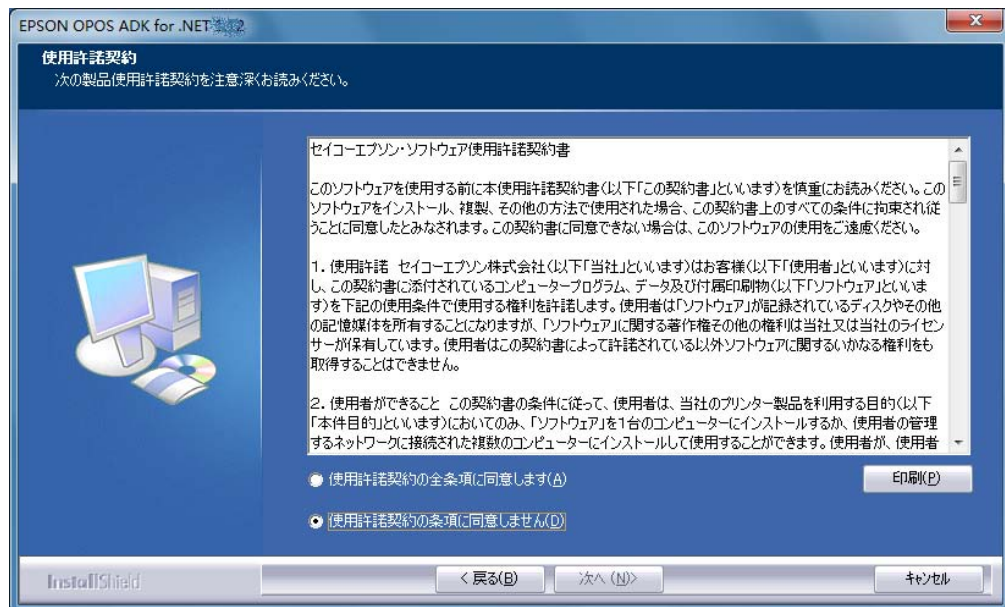 EPSON OPOS ADK for .NET
使用許諾契約
次の製品使用許諾契約を注意深くお読みください。
セイコーエプソン・ソフトウェア使用許諾契約書
このソフトウェアを使用する前に本使用許諾契約書(以下「この契約書」といいます)を慎重にお読みください。この
ソフトウェアをインストール、複製、その他の方法で使用された場合、この契約書上のすべての条件に拘束され従
うことに同意したとみなされます。この契約書に同意できない場合は、このソフトウェアの使用をご遠慮ください。
1. 使用許諾 セイコーエプソン株式会社(以下「当社」といいます)はお客様(以下「使用者」といいます)に対
し、この契約書に添付されているコンピュータープログラム、データ及び付属印刷物(以下「ソフトウェア」といいま
す)を下記の使用条件で使用する権利を許諾します。使用者は「ソフトウェア」が記録されているディスクやその他
の記憶媒体を所有することになりますが、「ソフトウェア」に関する著作権その他の権利は当社又は当社のライセン
サーが保有しています。使用者はこの契約書によって許諾されている以外ソフトウェアに関するいかなる権利をも
取得することはできません。
2. 使用者ができること この契約書の条件に従って、使用者は、当社のプリンター製品を利用する目的(以下
「本件目的」といいます)においてのみ、「ソフトウェア」を1台のコンピューターにインストールするか、使用者の管理
するネットワークに接続された複数のコンピューターにインストールして使用することができます。使用者が、使用者
使用許諾契約の全条項に同意します(A)
印刷(P)
使用許諾契約の条項に同意しません(D)
InstallShield
< 戻る(B)
次へ (N)>
キャンセル